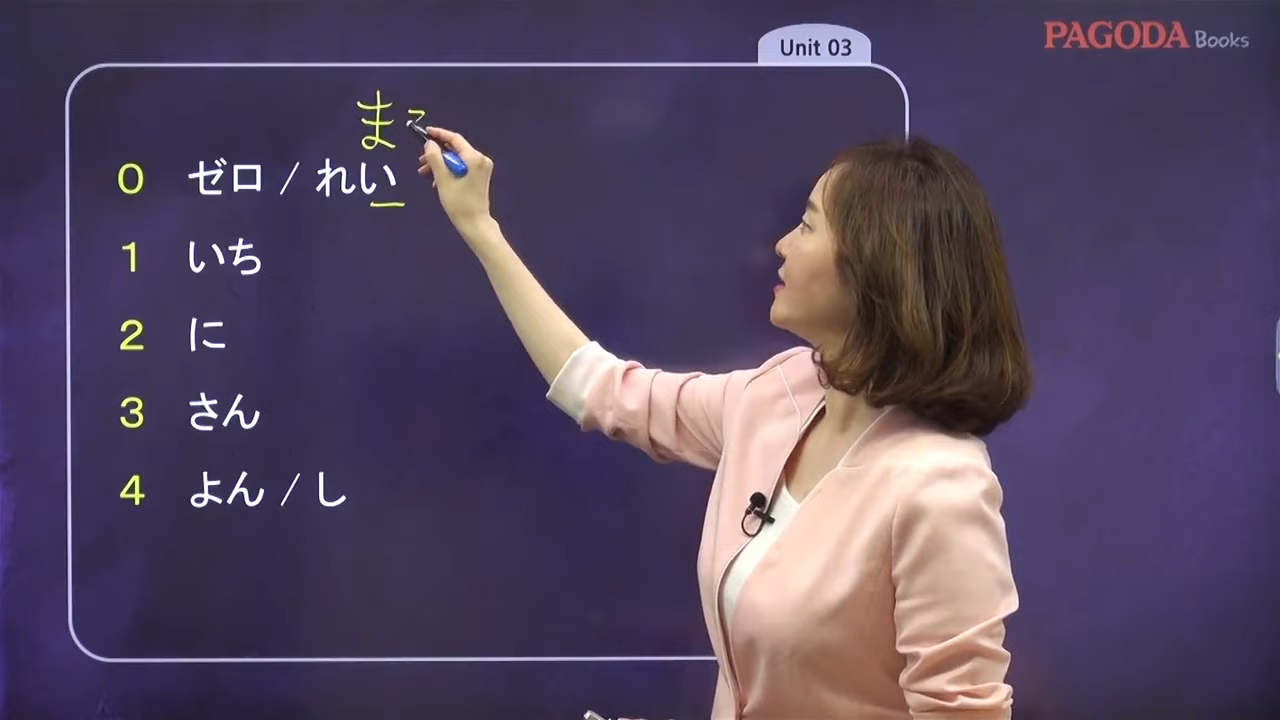 Unit 03
PAGODA Books
ま
0 ゼロ / れい
1 いち
2 に
3 さん
4 よん / し